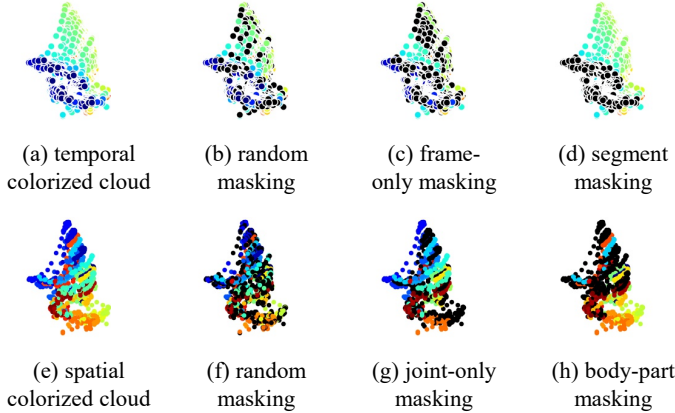 (a) temporal
colorized cloud
(b) random
masking
(c) frame-
only masking
(d) segment
masking
(e) spatial
colorized cloud
(f) random
masking
(g) joint-only
masking
(h) body-part
masking